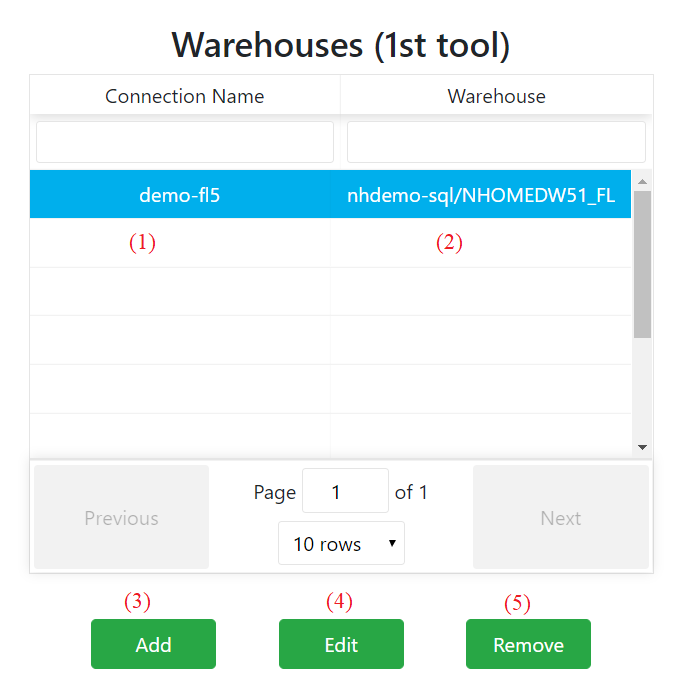 Warehouses (1st tool)
Connection Name Warehouse
demo-fl5 nhdemo-sql/NHOMEDW51_FL
(1) (2)
Previous Page 1 of 1 Next
10 rows
(3) (4) (5)
Add Edit Remove